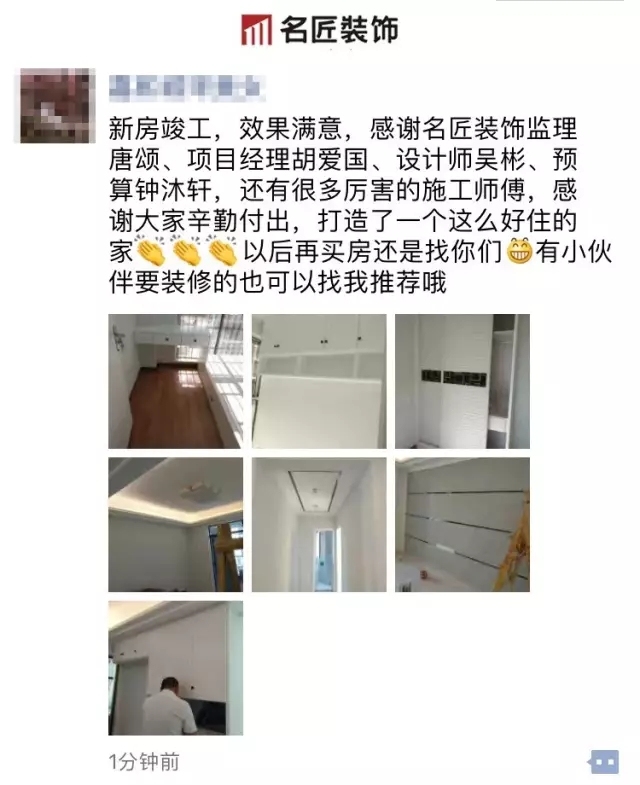 名匠装饰
新房竣工，效果满意，感谢名匠装饰监理
唐颂、项目经理胡爱国、设计师吴彬、预
算钟沐轩，还有很多厉害的施工师傅，感
谢大家辛勤付出，打造了一个这么好住的
家👏👏👏以后再买房还是找你们😁有小伙
伴要装修的也可以找我推荐哦
1分钟前